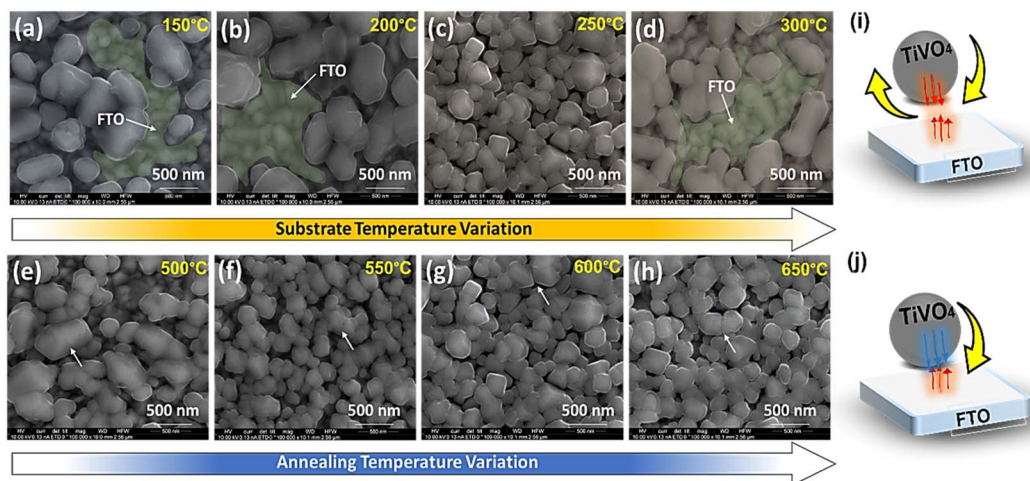 (a) 150°C
FTO
500 nm
(b) 200°C
FTO
500 nm
(c) 250°C
500 nm
(d) 300°C
FTO
500 nm
(i)
TiVO4
FTO
Substrate Temperature Variation
(e) 500°C
500 nm
(f) 550°C
500 nm
(g) 600°C
500 nm
(h) 650°C
500 nm
(j)
TiVO4
FTO
Annealing Temperature Variation